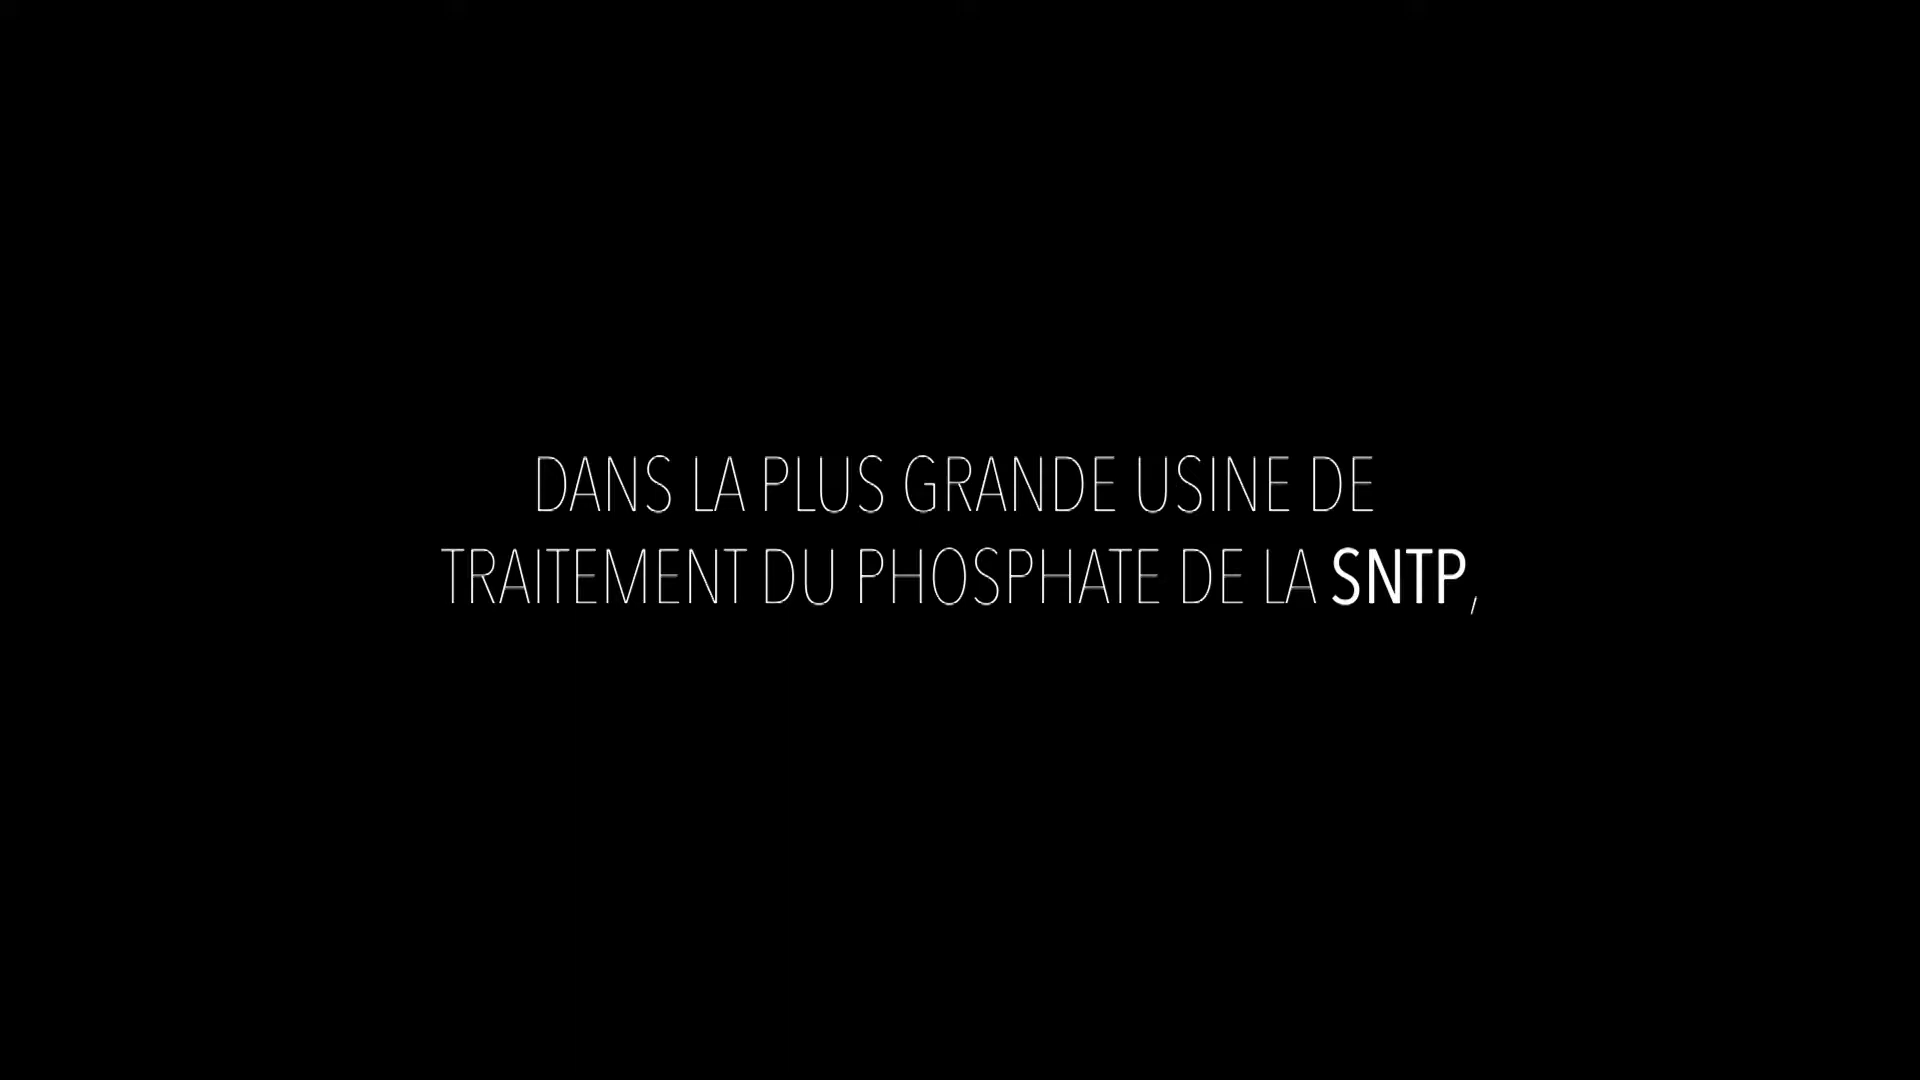 DANS LA PLUS GRANDE USINE DE
TRAITEMENT DU PHOSPHATE DE LA SNTP,